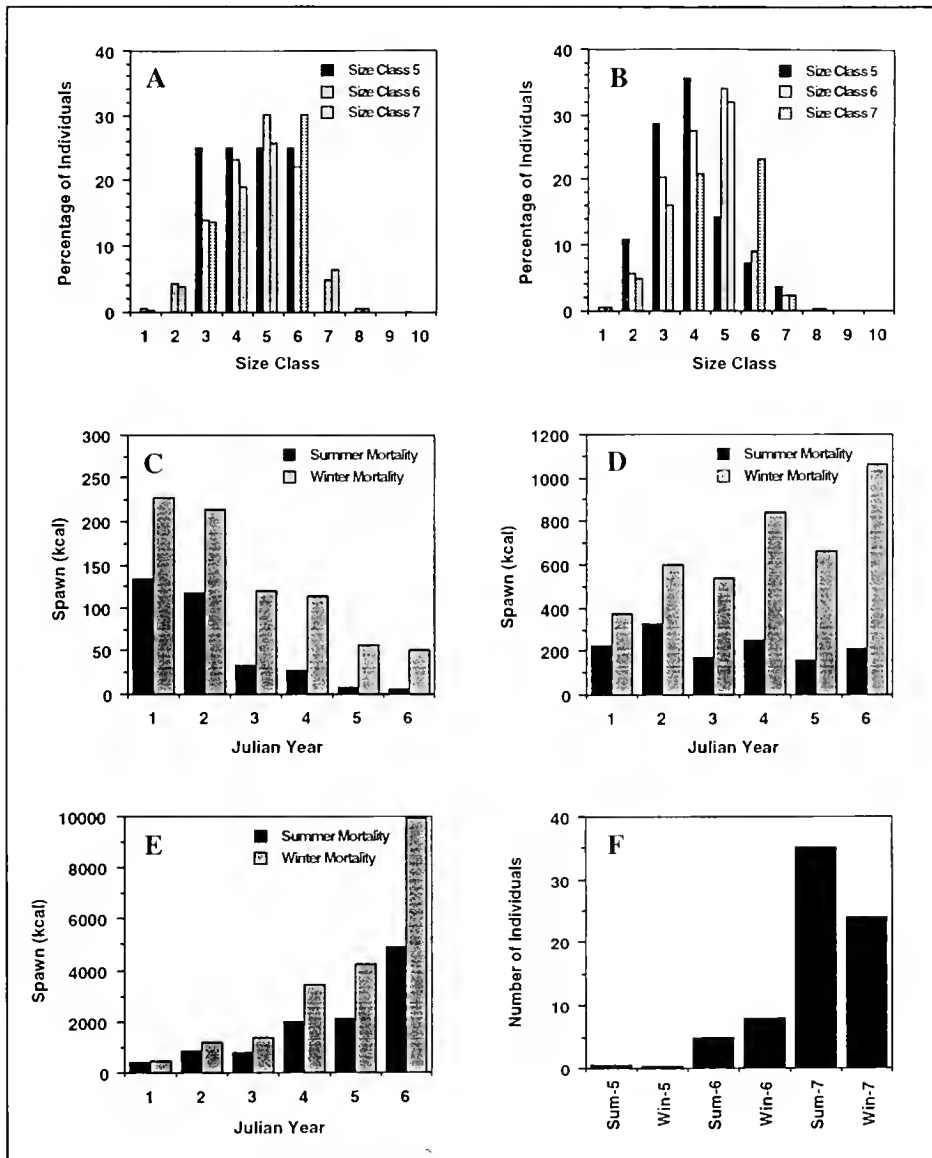 A
Size Class 5
Size Class 6
Size Class 7
Percentage of Individuals
40
30
20
10
0
1 2 3 4 5 6 7 8 9 10
Size Class
B
Size Class 5
Size Class 6
Size Class 7
Percentage of Individuals
40
30
20
10
0
1 2 3 4 5 6 7 8 9 10
Size Class
C
Summer Mortality
Winter Mortality
Spawn (kcal)
300
250
200
150
100
50
0
1 2 3 4 5 6
Julian Year
D
Summer Mortality
Winter Mortality
Spawn (kcal)
1200
1000
800
600
400
200
0
1 2 3 4 5 6
Julian Year
E
Summer Mortality
Winter Mortality
Spawn (kcal)
10000
8000
6000
4000
2000
0
1 2 3 4 5 6
Julian Year
F
Number of Individuals
40
30
20
10
0
Sum-5
Win-5
Sum-6
Win-6
Sum-7
Win-7